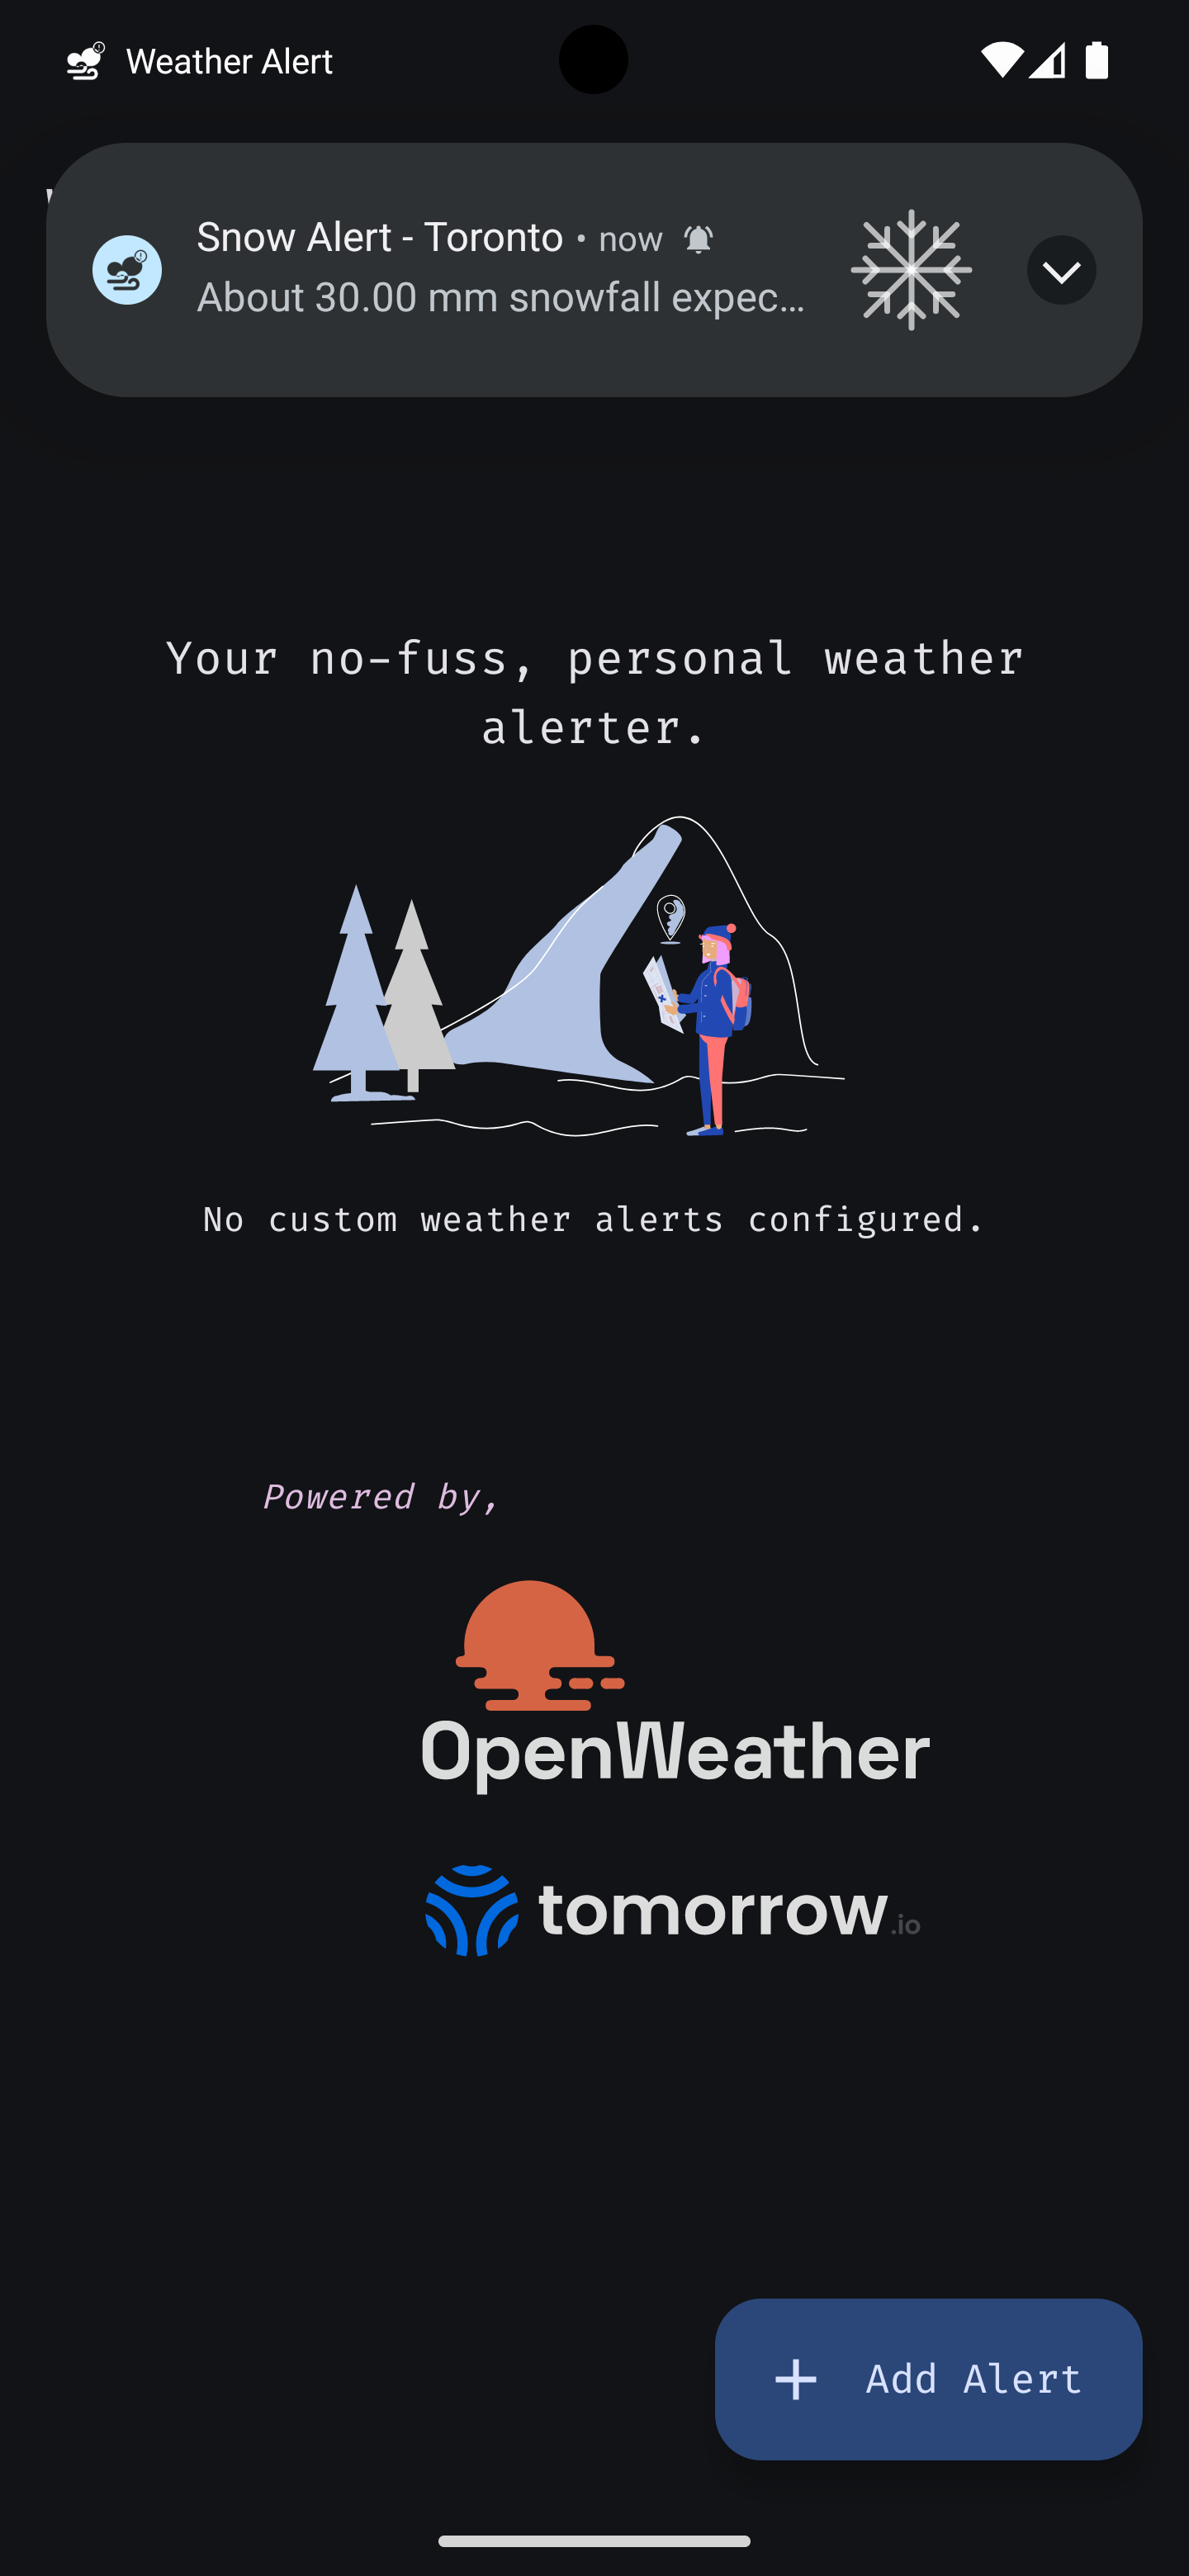 Weather Alert
Snow Alert - Toronto • now
About 30.00 mm snowfall expec...
Your no-fuss, personal weather
alerter.
No custom weather alerts configured.
Powered by,
OpenWeather
tomorrow.io
Add Alert